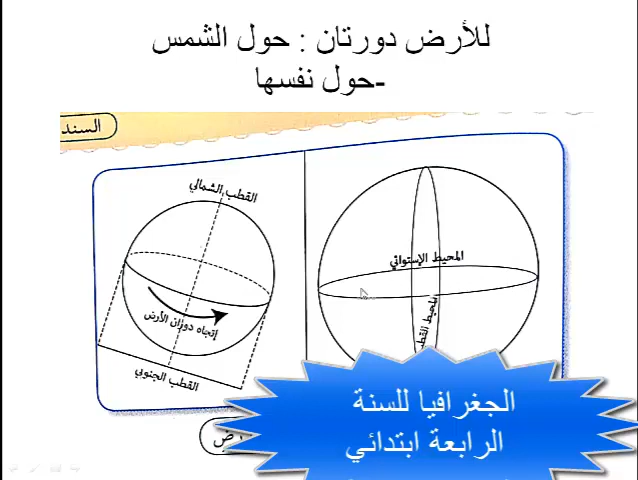 للأرض دورتان : حول الشمس
-حول نفسها
السند
القطب الشمالي
المحيط الإستوائي
إتجاه دوران الأرض
القطب الجنوبي
الجغرافيا للسنة
الرابعة ابتدائي